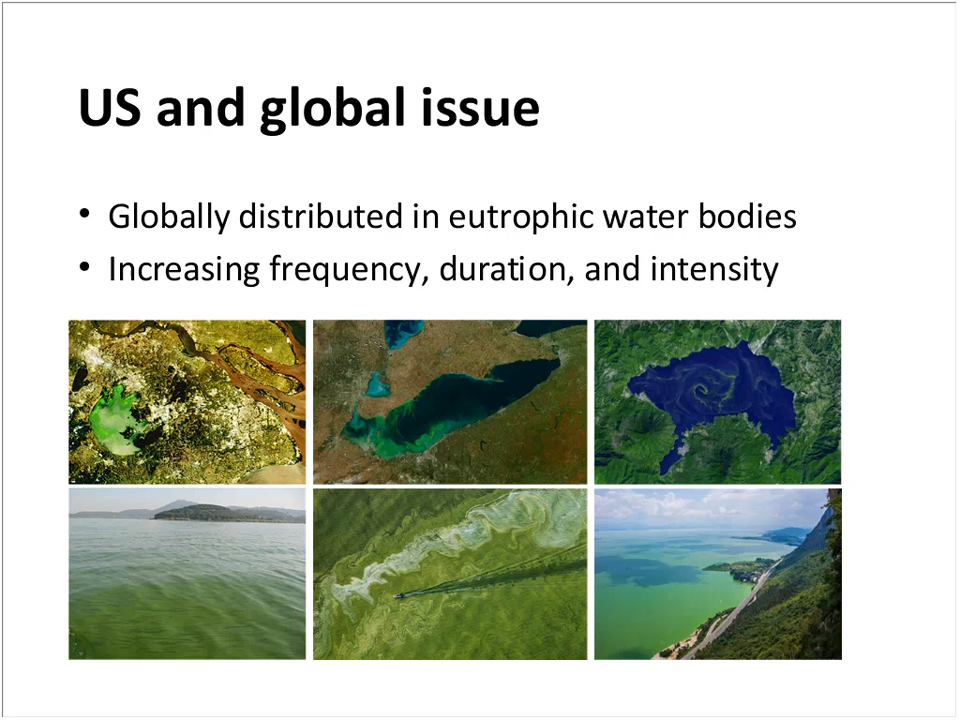 US and global issue
• Globally distributed in eutrophic water bodies
• Increasing frequency, duration, and intensity